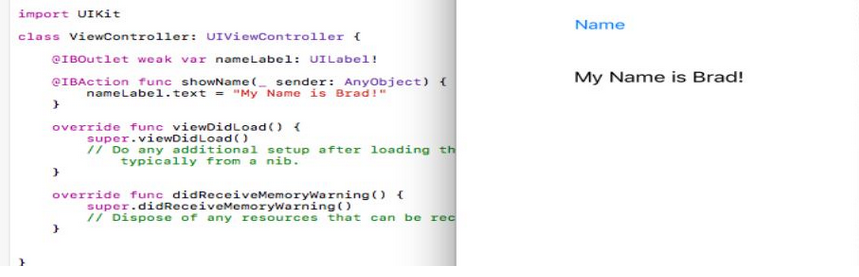 import UIKit
class ViewController: UIViewController {
@IBOutlet weak var nameLabel: UILabel!
@IBAction func showName(_ sender: AnyObject) {
nameLabel.text = "My Name is Brad!"
}
override func viewDidLoad() {
super.viewDidLoad()
// Do any additional setup after loading th
typically from a nib.
}
override func didReceiveMemoryWarning() {
super.didReceiveMemoryWarning()
// Dispose of any resources that can be rec
}
}
Name
My Name is Brad!